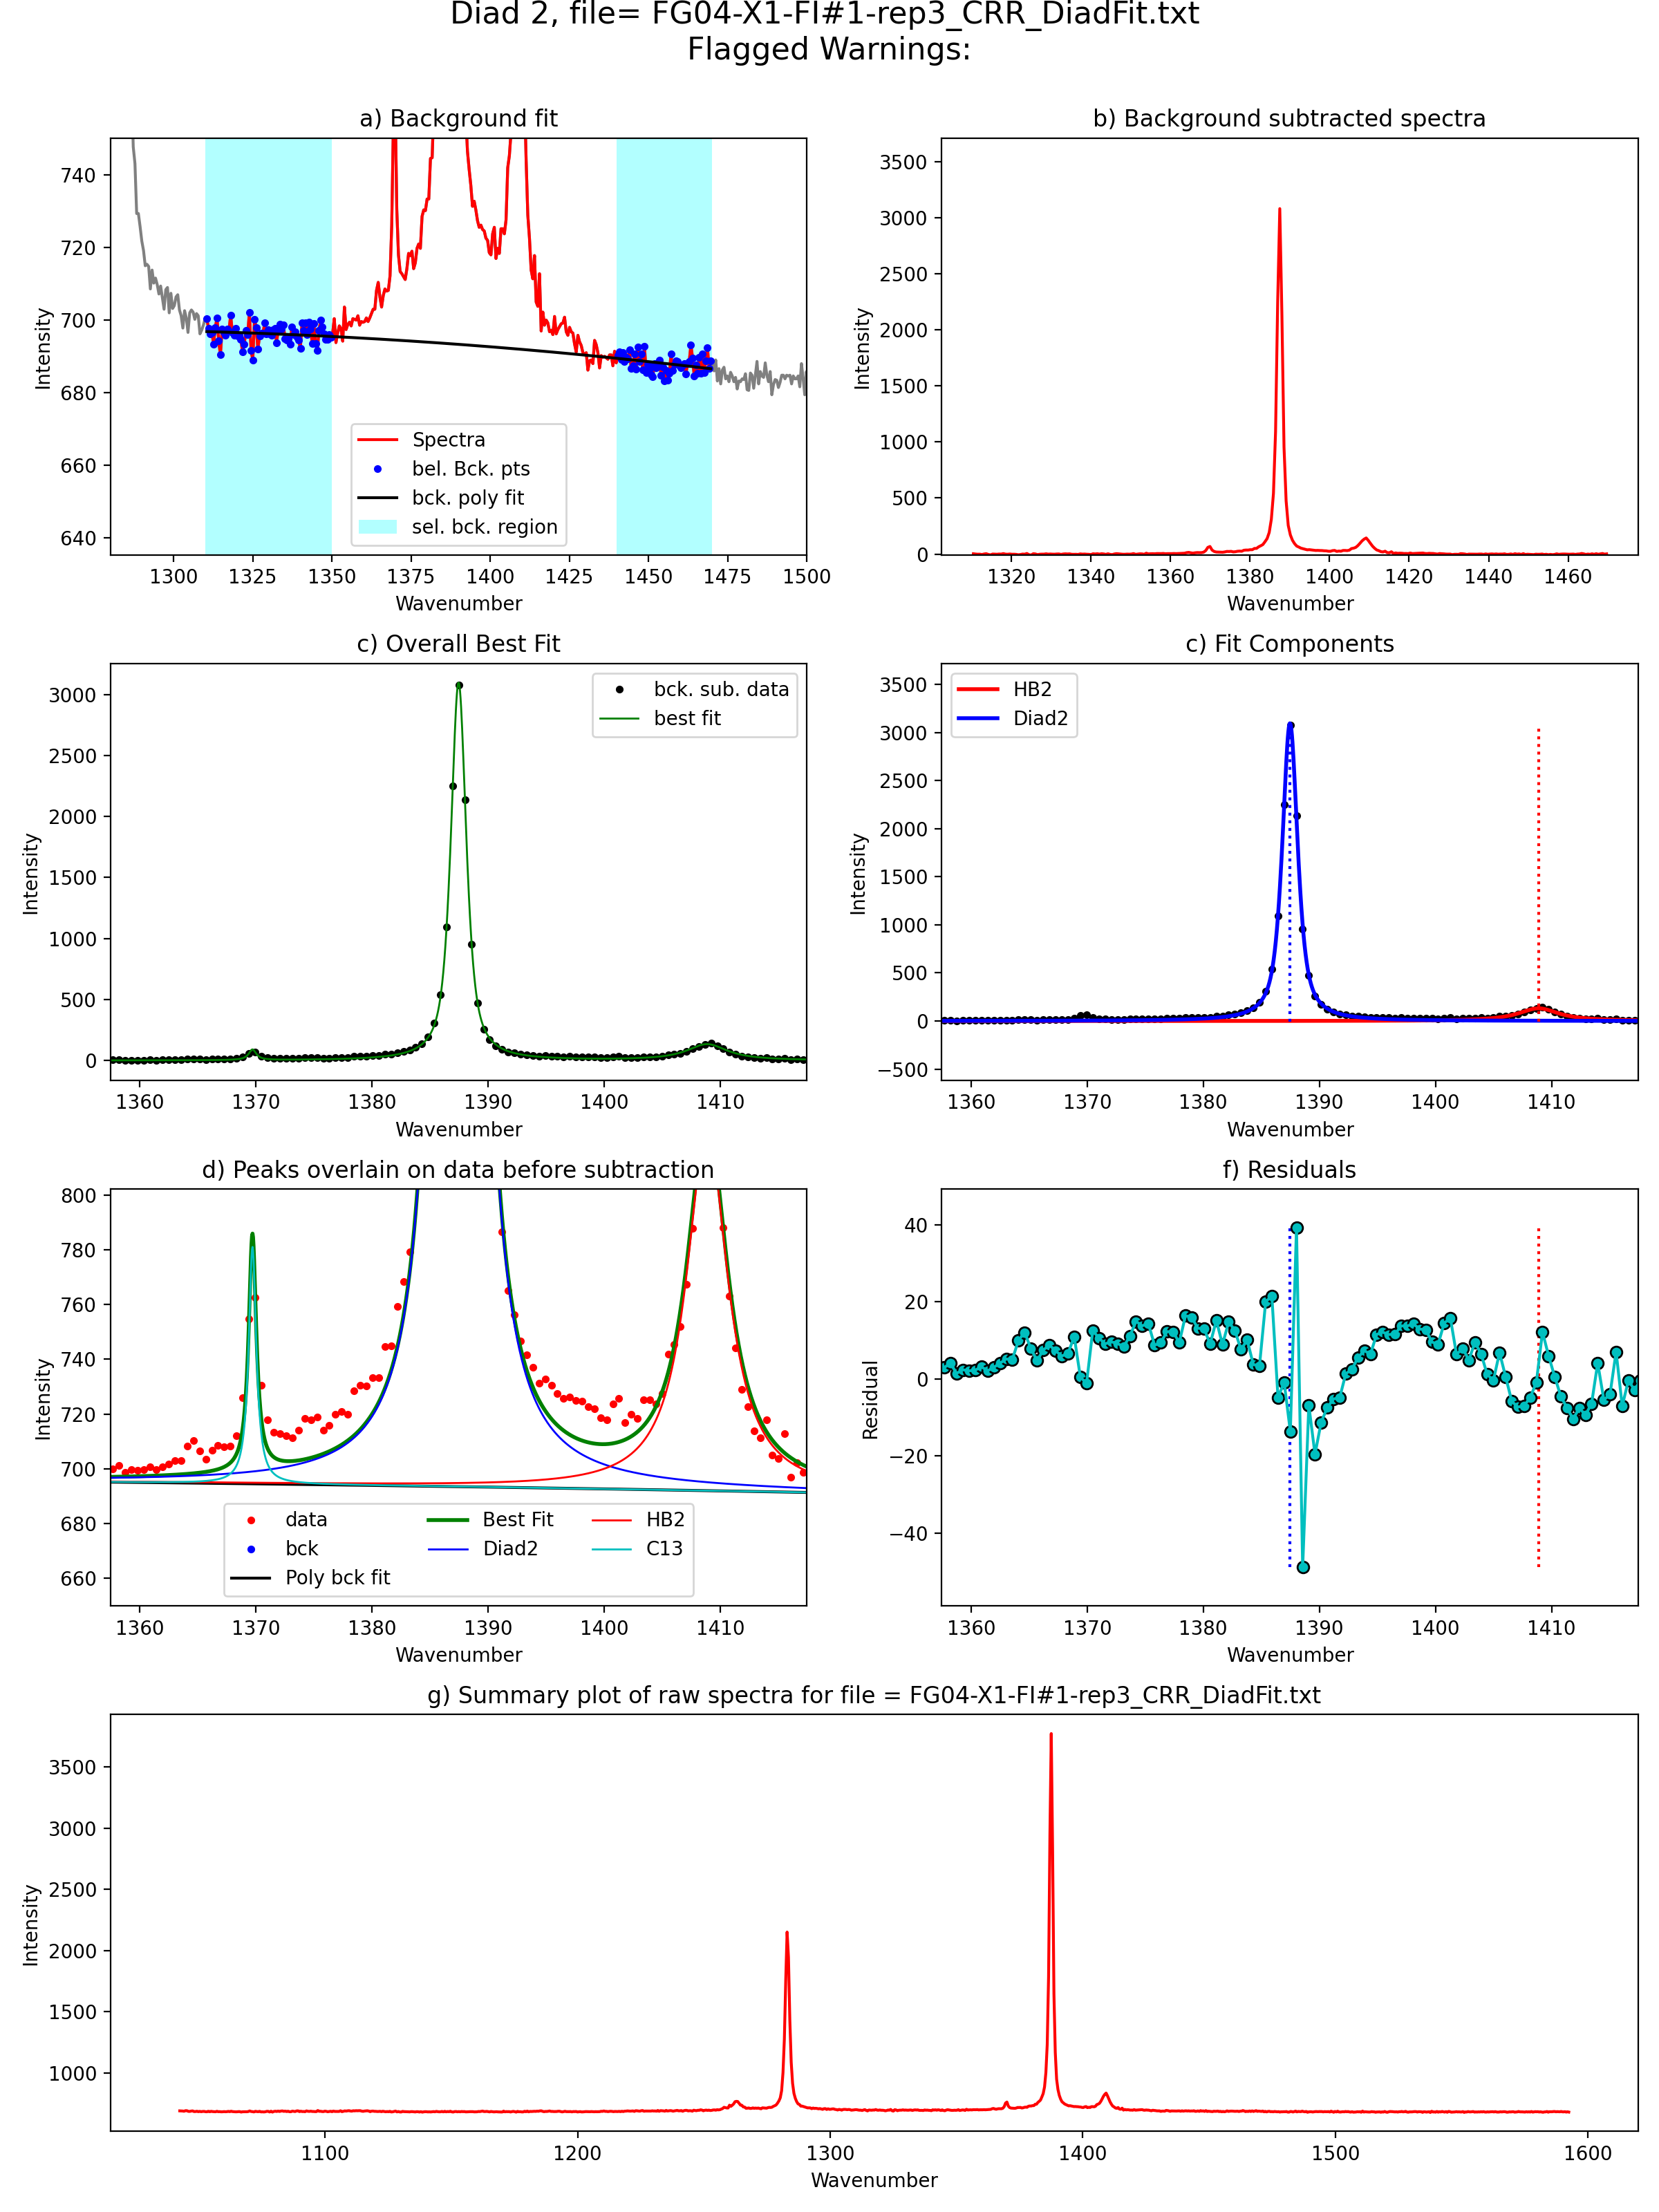 Diad 2, file= FG04-X1-FI#1-rep3_CRR_DiadFit.txt
Flagged Warnings:
a) Background fit
740
720
700
680
660
640
Intensity
Spectra
bel. Bck. pts
bck. poly fit
sel. bck. region
1300 1325 1350 1375 1400 1425 1450 1475 1500
Wavenumber
b) Background subtracted spectra
3500
3000
2500
2000
1500
1000
500
0
Intensity
1320 1340 1360 1380 1400 1420 1440 1460
Wavenumber
c) Overall Best Fit
3000
2500
2000
1500
1000
500
0
Intensity
bck. sub. data
best fit
1360 1370 1380 1390 1400 1410
Wavenumber
c) Fit Components
3500
3000
2500
2000
1500
1000
500
0
−500
Intensity
HB2
Diad2
1360 1370 1380 1390 1400 1410
Wavenumber
d) Peaks overlain on data before subtraction
800
780
760
740
720
700
680
660
Intensity
data
bck
Poly bck fit
Best Fit
Diad2
HB2
C13
1360 1370 1380 1390 1400 1410
Wavenumber
f) Residuals
40
20
0
−20
−40
Residual
1360 1370 1380 1390 1400 1410
Wavenumber
g) Summary plot of raw spectra for file = FG04-X1-FI#1-rep3_CRR_DiadFit.txt
3500
3000
2500
2000
1500
1000
Intensity
1100 1200 1300 1400 1500 1600
Wavenumber